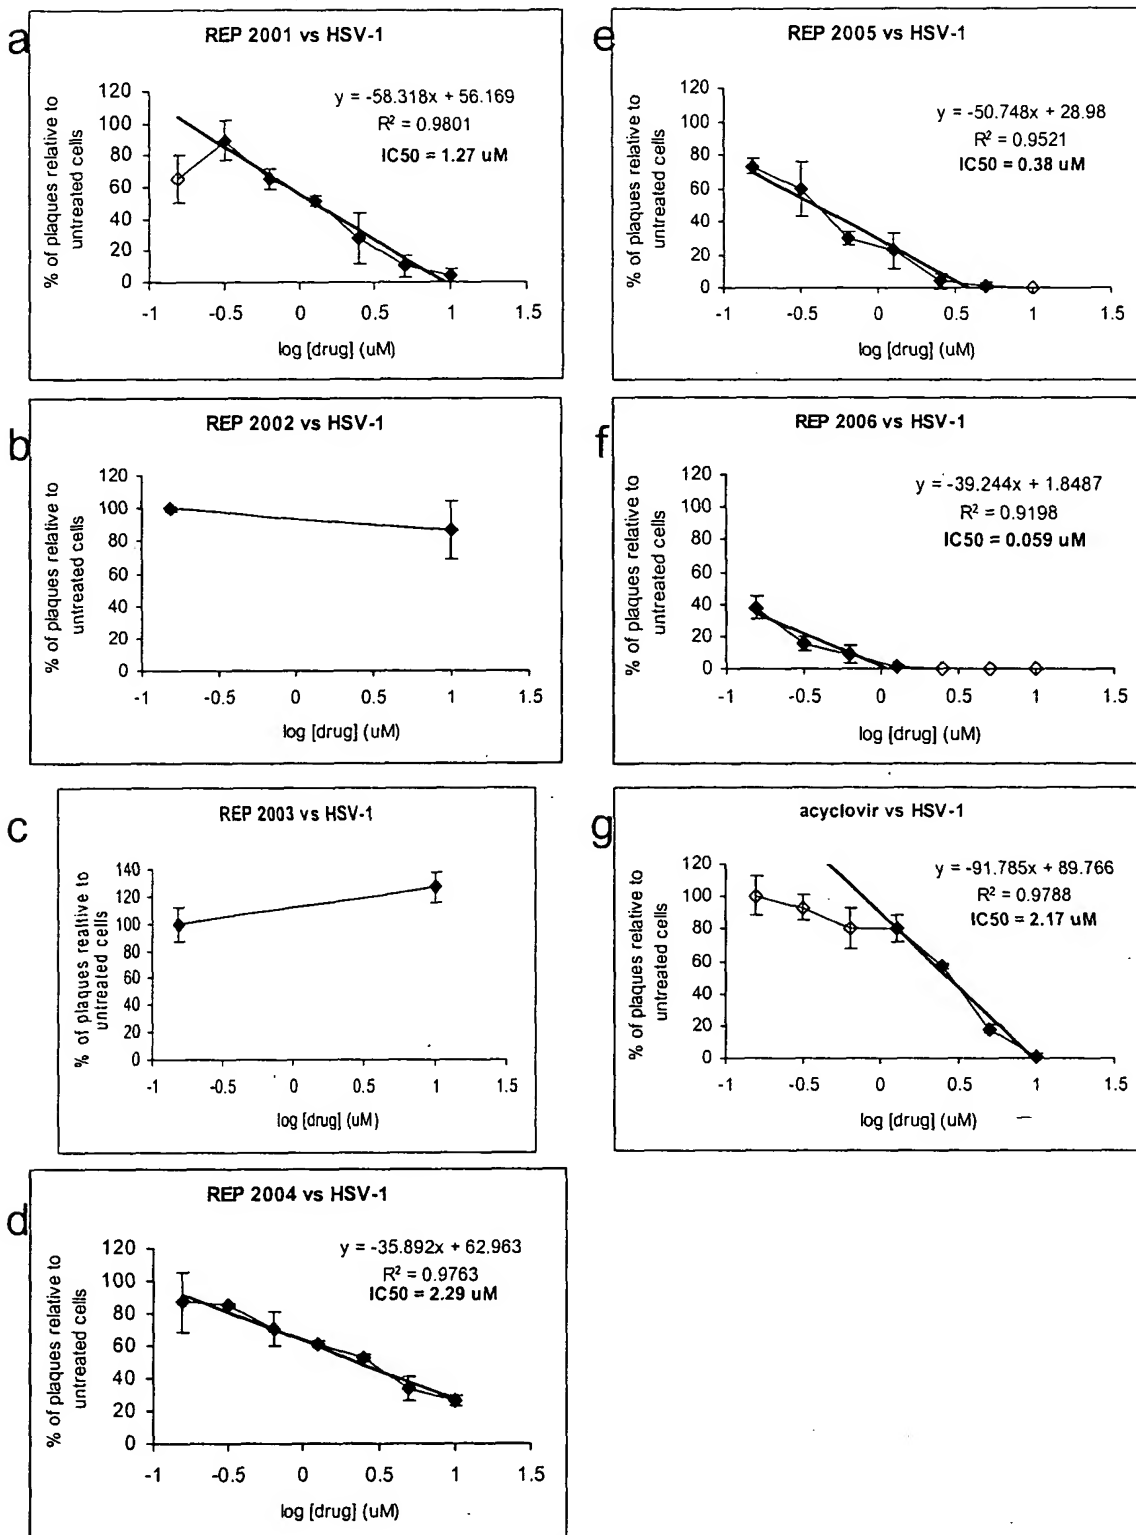 a
REP 2001 vs HSV-1
% of plaques relative to
untreated cells
120
100
80
60
40
20
0
y = -58.318x + 56.169
R² = 0.9801
IC50 = 1.27 uM
-1 -0.5 0 0.5 1 1.5
log [drug] (uM)
b
REP 2002 vs HSV-1
% of plaques relative to
untreated cells
120
100
80
60
40
20
0
-1 -0.5 0 0.5 1 1.5
log [drug] (uM)
c
REP 2003 vs HSV-1
% of plaques realtive to
untreated cells
140
120
100
80
60
40
20
0
-1 -0.5 0 0.5 1 1.5
log [drug] (uM)
d
REP 2004 vs HSV-1
% of plaques relative to
untreated cells
120
100
80
60
40
20
0
y = -35.892x + 62.963
R² = 0.9763
IC50 = 2.29 uM
-1 -0.5 0 0.5 1 1.5
log [drug] (uM)
e
REP 2005 vs HSV-1
% of plaques relative to
untreated cells
120
100
80
60
40
20
0
y = -50.748x + 28.98
R² = 0.9521
IC50 = 0.38 uM
-1 -0.5 0 0.5 1 1.5
log [drug] (uM)
f
REP 2006 vs HSV-1
% of plaques relative to
untreated cells
120
100
80
60
40
20
0
y = -39.244x + 1.8487
R² = 0.9198
IC50 = 0.059 uM
-1 -0.5 0 0.5 1 1.5
log [drug] (uM)
g
acyclovir vs HSV-1
% of plaques relative to
untreated cells
120
100
80
60
40
20
0
y = -91.785x + 89.766
R² = 0.9788
IC50 = 2.17 uM
-1 -0.5 0 0.5 1 1.5
log [drug] (uM)